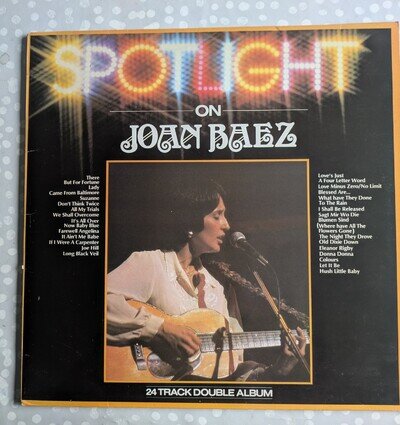 SPOTLIGHT
ON
JOAN BAEZ
There
But For Fortune
Lady
Came From Baltimore
Suzanne
Don't Think Twice
All My Trials
We Shall Overcome
It's All Over
Now Baby Blue
Farewell Angelina
It Ain't Me Babe
If I Were A Carpenter
Joe Hill
Long Black Veil
Love's Just
A Four Letter Word
Love Minus Zero/No Limit
Blessed Are...
What have They Done
To The Rain
I Shall Be Released
Sagt Mir Wo Die
Blumen Sind
(Where have All The
Flowers Gone)
The Night They Drove
Old Dixie Down
Eleanor Rigby
Donna Donna
Colours
Let It Be
Hush Little Baby
24 TRACK DOUBLE ALBUM